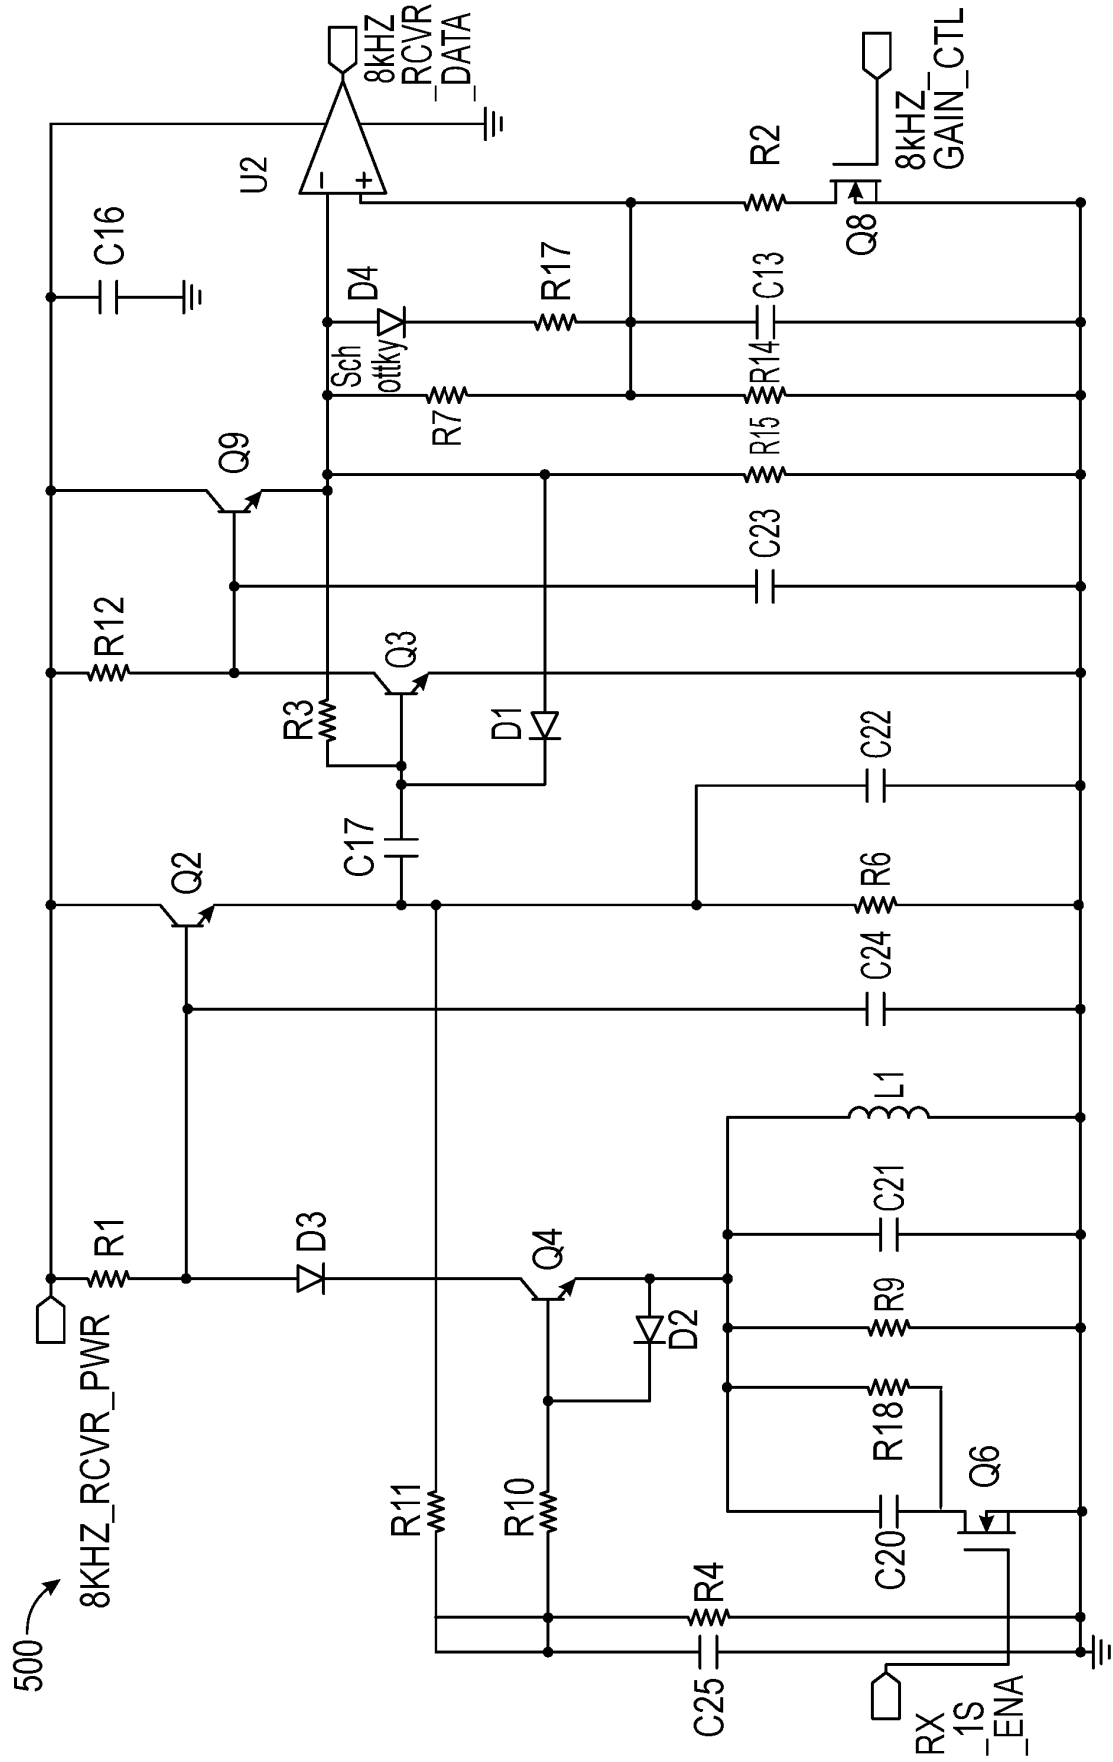 500
8KHZ_RCVR_PWR
R1
D3
Q4
D2
R11
R10
R4
C25
RX
_1S
_ENA
C20
Q6
R18
R9
C21
L1
C24
R6
C22
Q2
C17
R3
D1
Q3
R12
C23
Q9
R15
R7
R14
Sch
ottky
D4
R17
C13
C16
U2
−
+
8kHZ
RCVR
_DATA
R2
Q8
8kHZ_
GAIN_CTL